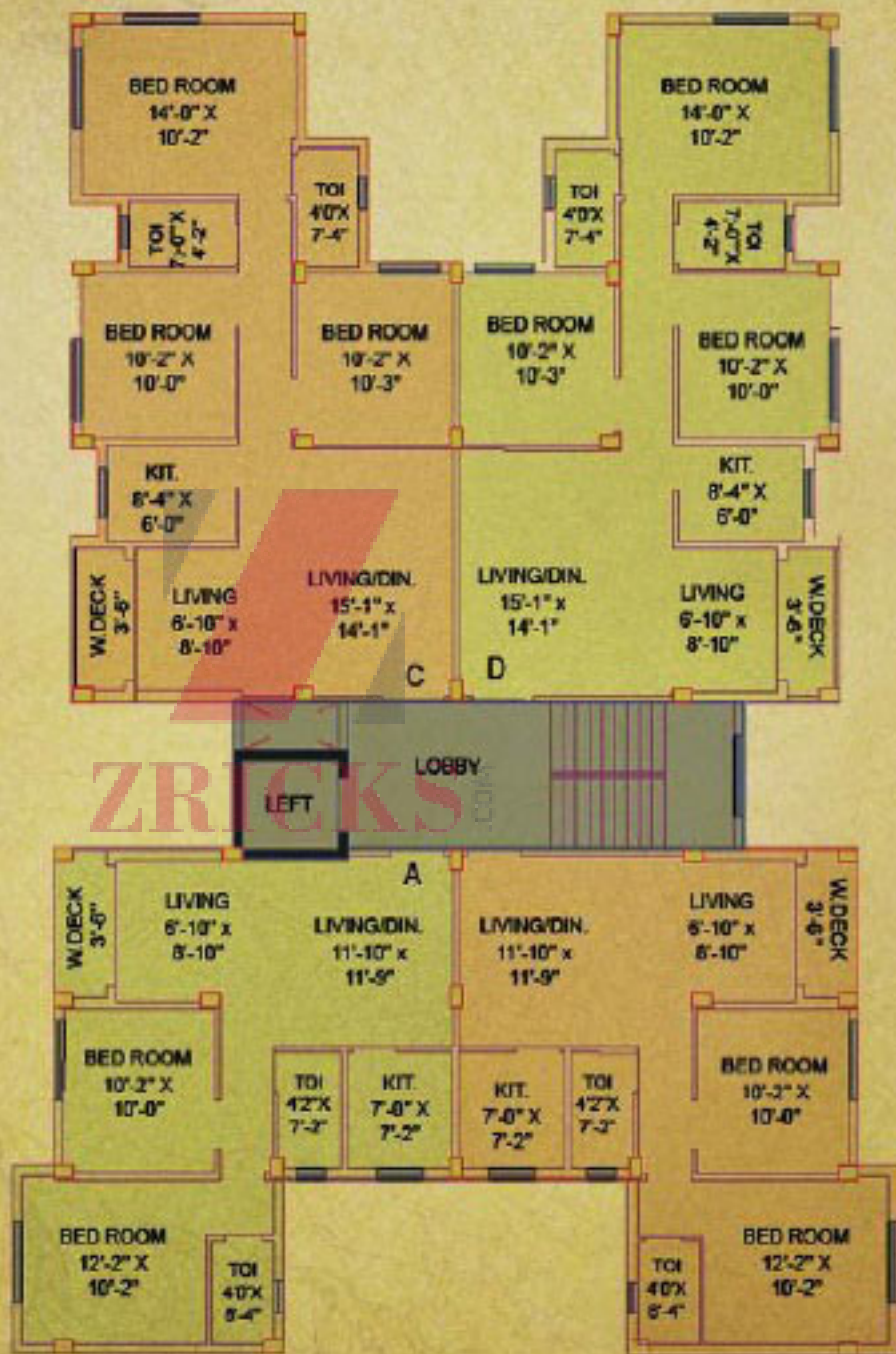 BED ROOM
14'-0" X
10'-2"
BED ROOM
14'-0" X
10'-2"
TOI
4'0"X
7'-4"
TOI
4'0"X
7'-4"
TOI
7'-0"X
4'-2"
TOI
7'-0"X
4'-2"
BED ROOM
10'-2" X
10'-0"
BED ROOM
10'-2" X
10'-3"
BED ROOM
10'-2" X
10'-3"
BED ROOM
10'-2" X
10'-0"
KIT.
8'-4" X
6'-0"
KIT.
8'-4" X
6'-0"
W.DECK
3'-6"
LIVING
6'-10" x
8'-10"
LIVING/DIN.
15'-1" x
14'-1"
LIVING/DIN.
15'-1" x
14'-1"
LIVING
6'-10" x
8'-10"
W.DECK
3'-6"
C
D
LOBBY
LEFT
ZRICKS
.COM
A
W.DECK
3'-6"
LIVING
6'-10" x
8'-10"
LIVING/DIN.
11'-10" x
11'-9"
LIVING/DIN.
11'-10" x
11'-9"
LIVING
6'-10" x
8'-10"
W.DECK
3'-6"
BED ROOM
10'-2" X
10'-0"
TOI
4'2"X
7'-2"
KIT.
7'-0" X
7'-2"
KIT.
7'-0" X
7'-2"
TOI
4'2"X
7'-2"
BED ROOM
10'-2" X
10'-0"
BED ROOM
12'-2" X
10'-2"
TOI
4'0"X
TOI
4'0"X
BED ROOM
12'-2" X
10'-2"